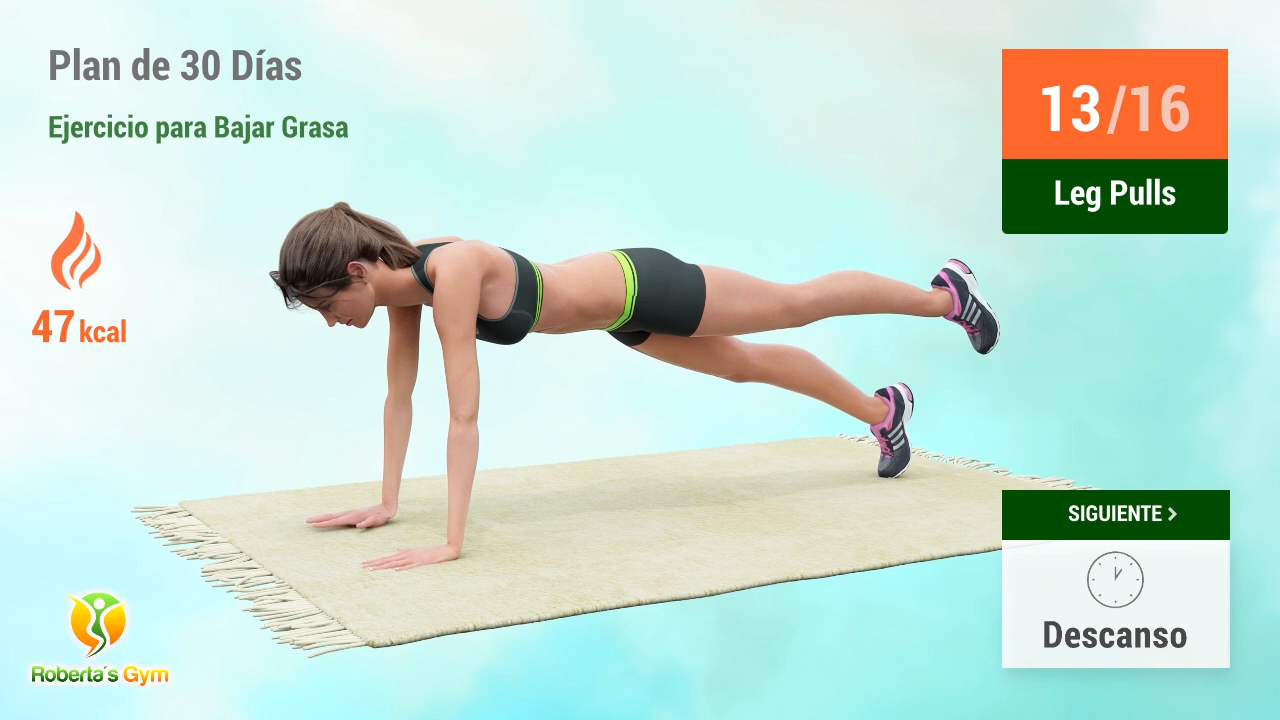 Plan de 30 Días
Ejercicio para Bajar Grasa
13/16
Leg Pulls
47 kcal
SIGUIENTE >
Descanso
Roberta´s Gym